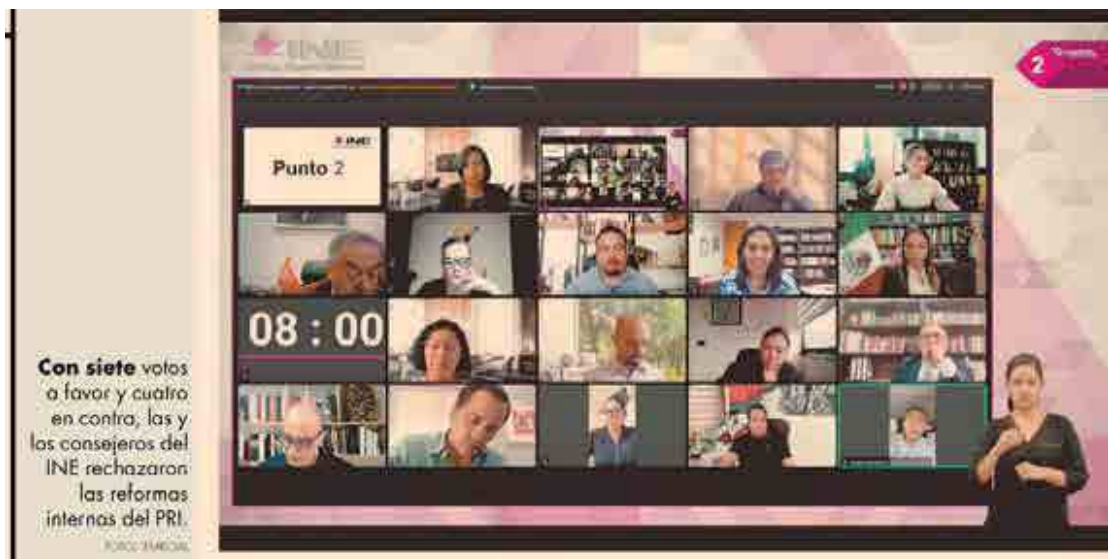 INE
2
INE
Punto 2
08 : 00
Con siete votos
a favor y cuatro
en contra, las y
los consejeros del
INE rechazaron
las reformas
internas del PRI.